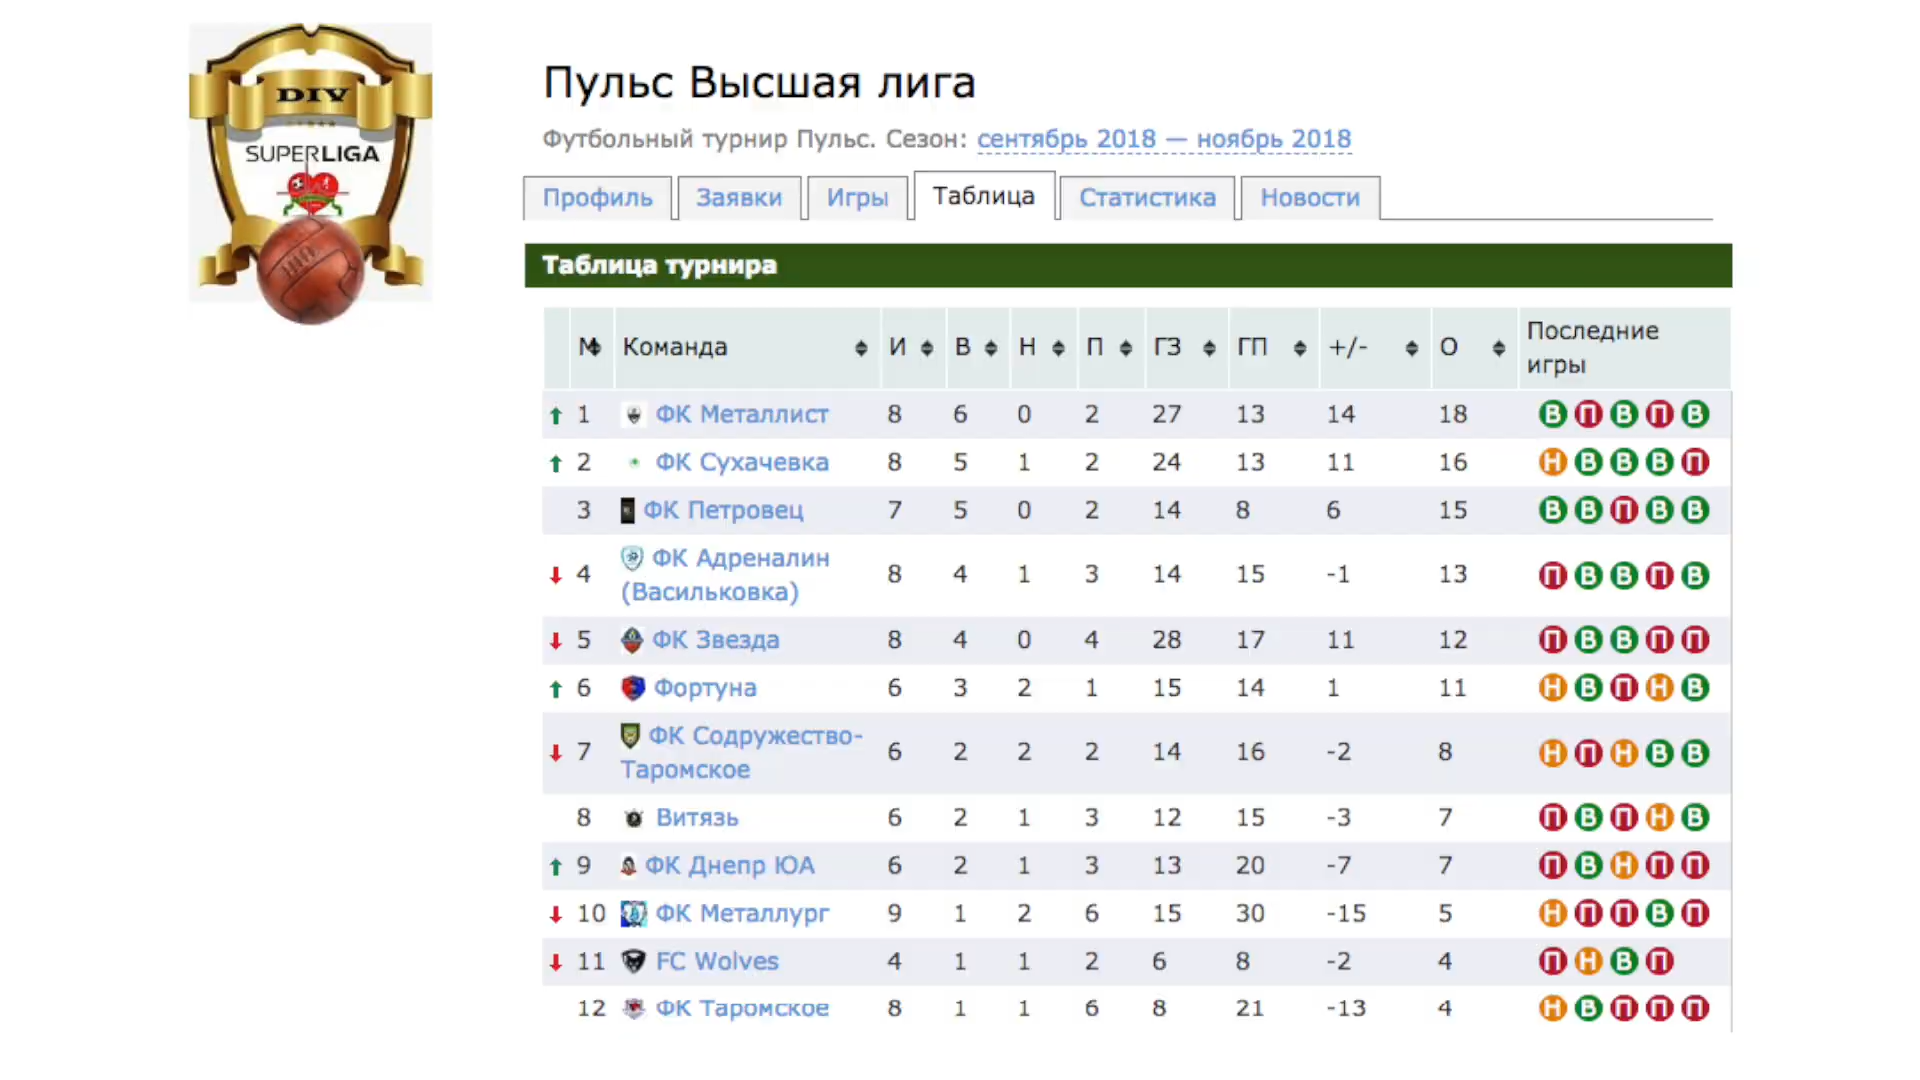 DIV
SUPERLIGA
Пульс Высшая лига
Футбольный турнир Пульс. Сезон: сентябрь 2018 — ноябрь 2018
Профиль Заявки Игры Таблица Статистика Новости
Таблица турнира
Команда И В Н П ГЗ ГП +/- О Последние
игры
1 ФК Металлист 8 6 0 2 27 13 14 18 В П В П В
2 ФК Сухачевка 8 5 1 2 24 13 11 16 Н В В В П
3 ФК Петровец 7 5 0 2 14 8 6 15 В В П В В
4 ФК Адреналин
(Васильковка) 8 4 1 3 14 15 -1 13 П В В П В
5 ФК Звезда 8 4 0 4 28 17 11 12 П В В П П
6 Фортуна 6 3 2 1 15 14 1 11 Н В П Н В
7 ФК Содружество-
Таромское 6 2 2 2 14 16 -2 8 Н П Н В В
8 Витязь 6 2 1 3 12 15 -3 7 П В П Н В
9 ФК Днепр ЮА 6 2 1 3 13 20 -7 7 П В Н П П
10 ФК Металлург 9 1 2 6 15 30 -15 5 Н П П В П
11 FC Wolves 4 1 1 2 6 8 -2 4 П Н В П
12 ФК Таромское 8 1 1 6 8 21 -13 4 Н В П П П